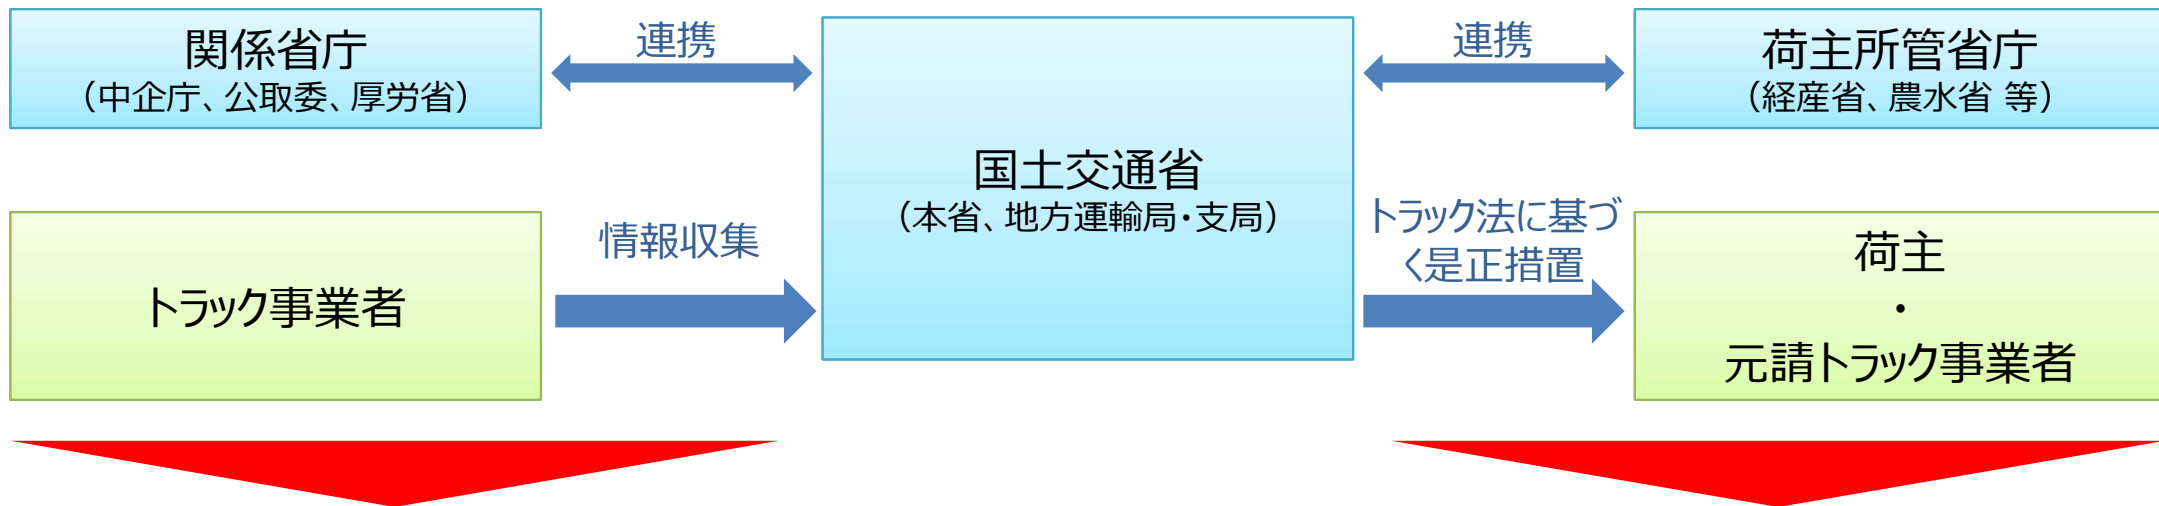 関係省庁
（中企庁、公取委、厚労省）
連携
国土交通省
（本省、地方運輸局・支局）
連携
荷主所管省庁
（経産省、農水省 等）
トラック事業者
情報収集
トラック法に基づ
く是正措置
荷主
・
元請トラック事業者